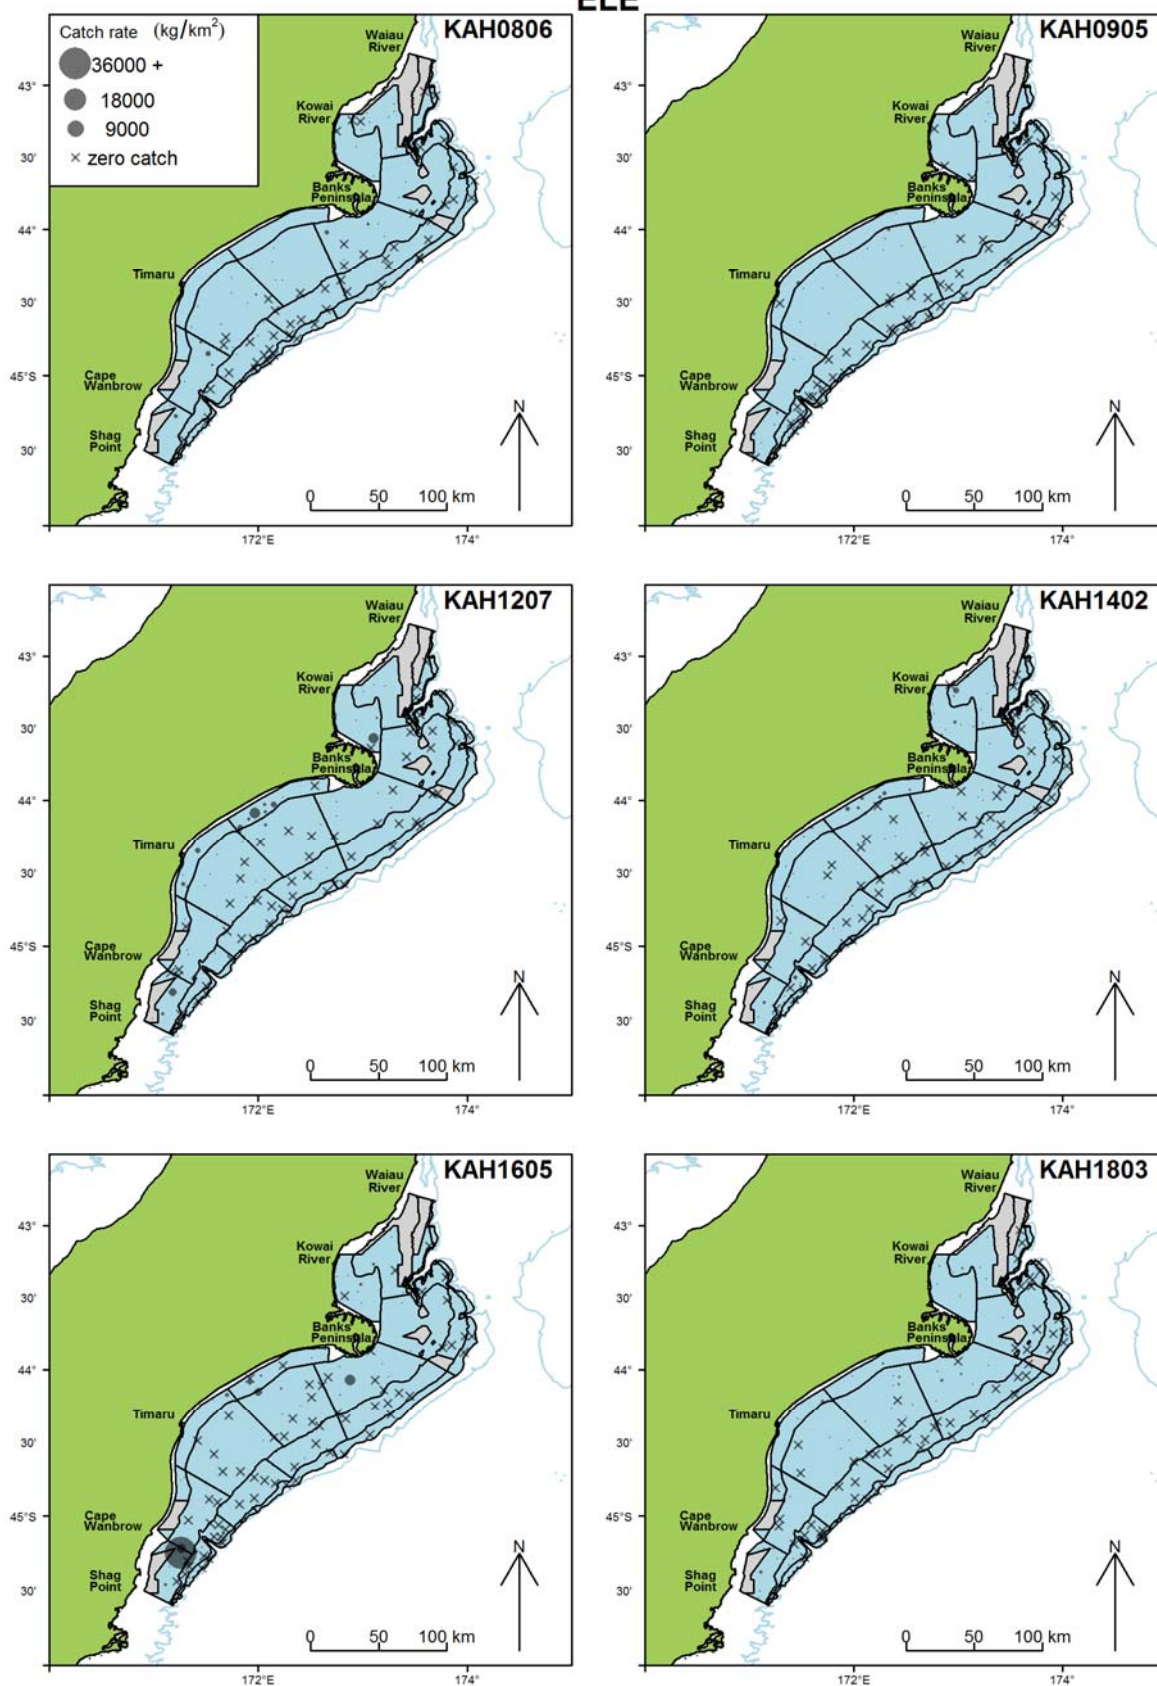 ELE
KAH0806
Catch rate (kg/km²)
36000 +
18000
9000
× zero catch
Waiau
River
Kowai
River
Banks
Peninsula
Timaru
Cape
Wanbrow
Shag
Point
43°
30'
44°
30'
45°S
30'
N
0 50 100 km
172°E 174°
KAH0905
Waiau
River
Kowai
River
Banks
Peninsula
Timaru
Cape
Wanbrow
Shag
Point
43°
30'
44°
30'
45°S
30'
N
0 50 100 km
172°E 174°
KAH1207
Waiau
River
Kowai
River
Banks
Peninsula
Timaru
Cape
Wanbrow
Shag
Point
43°
30'
44°
30'
45°S
30'
N
0 50 100 km
172°E 174°
KAH1402
Waiau
River
Kowai
River
Banks
Peninsula
Timaru
Cape
Wanbrow
Shag
Point
43°
30'
44°
30'
45°S
30'
N
0 50 100 km
172°E 174°
KAH1605
Waiau
River
Kowai
River
Banks
Peninsula
Timaru
Cape
Wanbrow
Shag
Point
43°
30'
44°
30'
45°S
30'
N
0 50 100 km
172°E 174°
KAH1803
Waiau
River
Kowai
River
Banks
Peninsula
Timaru
Cape
Wanbrow
Shag
Point
43°
30'
44°
30'
45°S
30'
N
0 50 100 km
172°E 174°